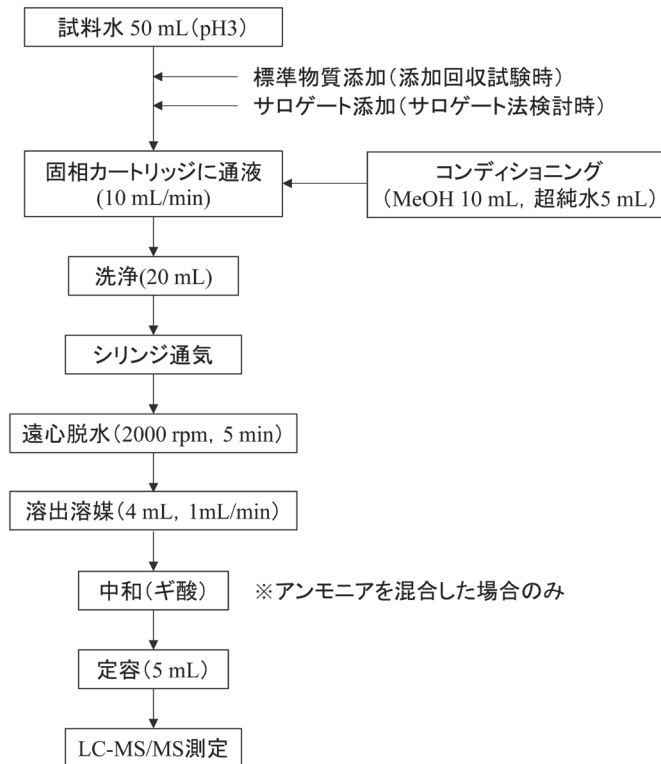 試料水 50 mL(pH3)
標準物質添加(添加回収試験時)
サロゲート添加(サロゲート法検討時)
固相カートリッジに通液
(10 mL/min)
コンディショニング
(MeOH 10 mL, 超純水5 mL)
洗浄(20 mL)
シリンジ通気
遠心脱水(2000 rpm, 5 min)
溶出溶媒(4 mL, 1mL/min)
中和(ギ酸)
※アンモニアを混合した場合のみ
定容(5 mL)
LC-MS/MS測定